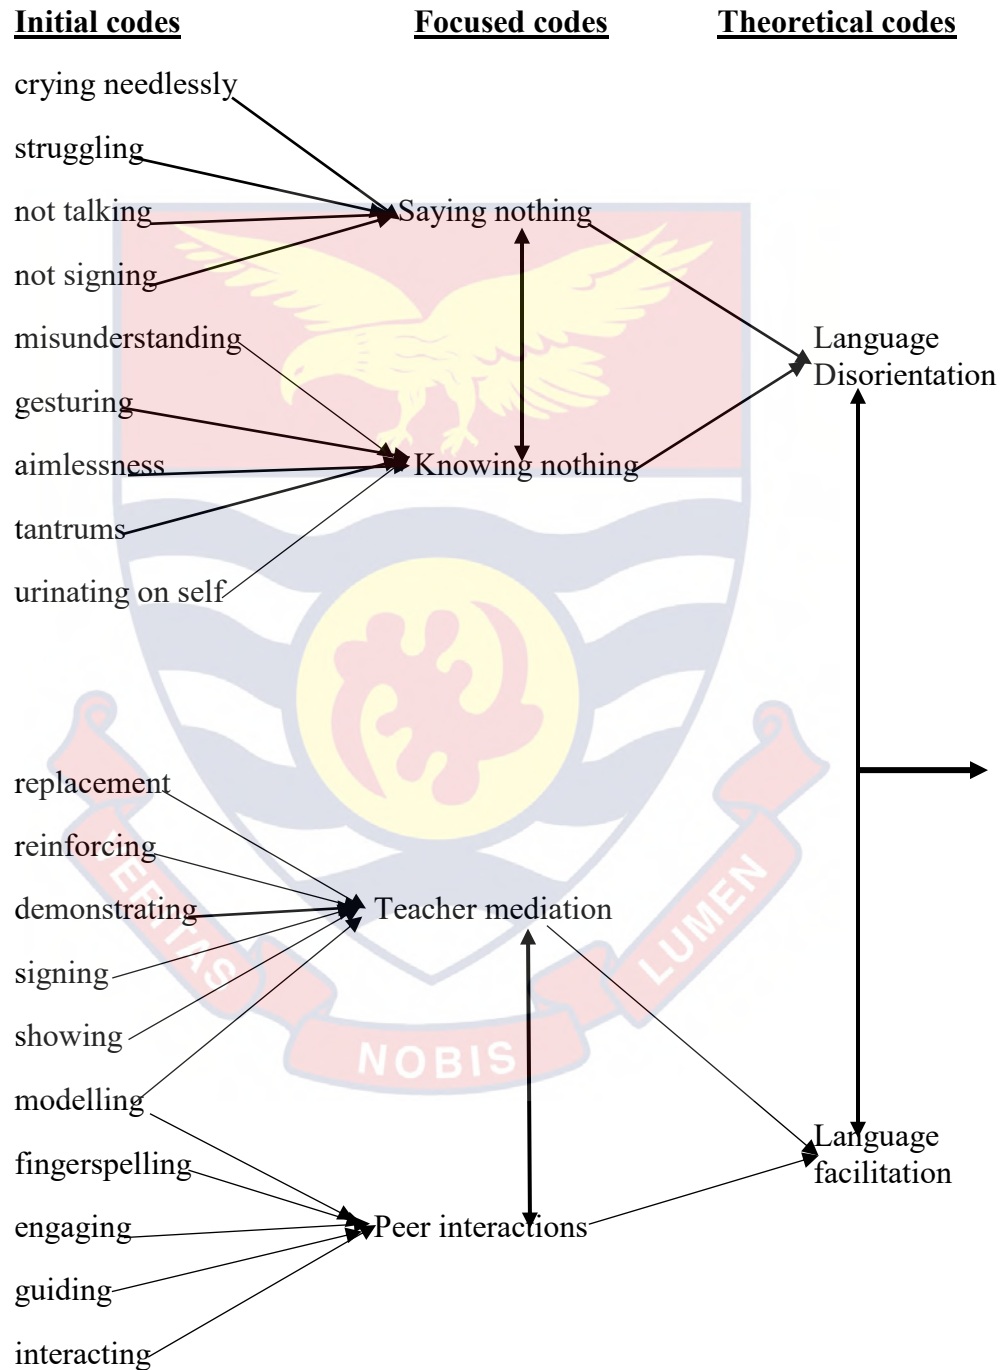 Initial codes Focused codes Theoretical codes
crying needlessly
struggling
not talking
Saying nothing
not signing
misunderstanding
Language
Disorientation
gesturing
aimlessness
Knowing nothing
tantrums
urinating on self
replacement
reinforcing
demonstrating
Teacher mediation
signing
showing
modelling
Language
facilitation
fingerspelling
engaging
Peer interactions
guiding
interacting
VERITAS
NOBIS
LUMEN